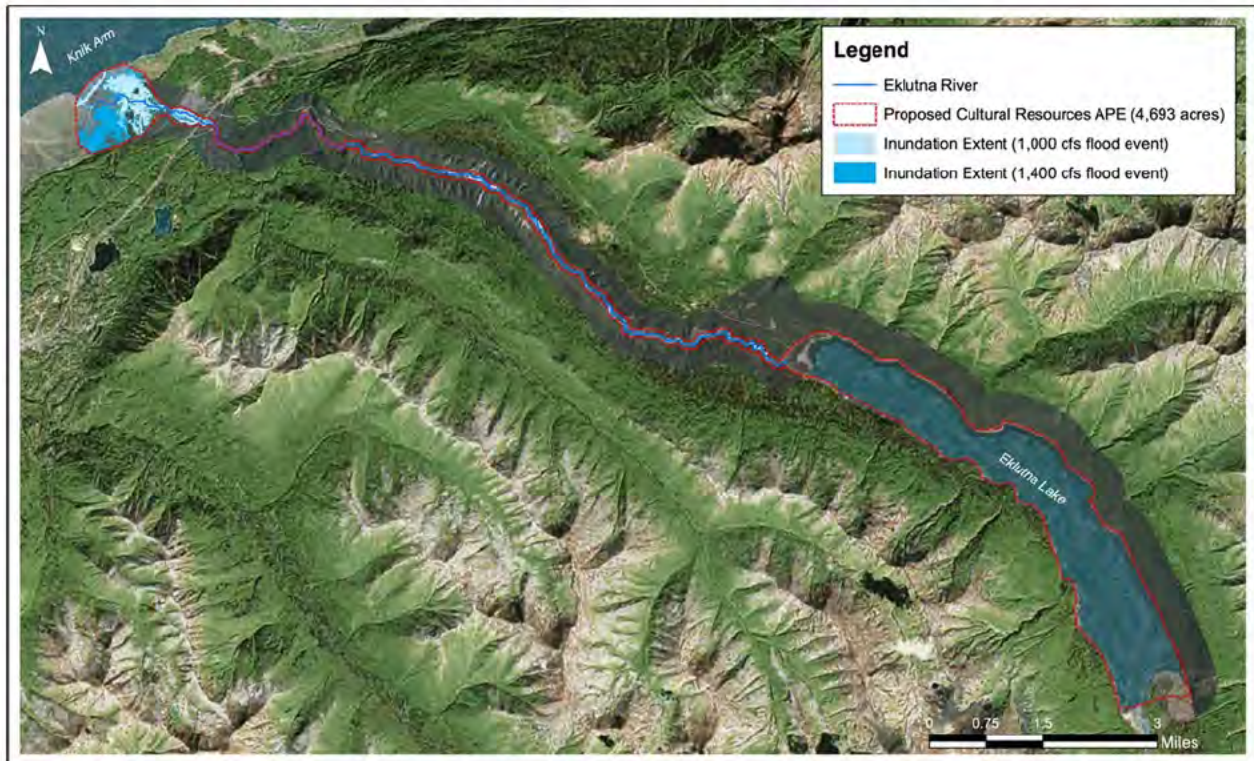 N
Knik Arm
Legend
Eklutna River
Proposed Cultural Resources APE (4,693 acres)
Inundation Extent (1,000 cfs flood event)
Inundation Extent (1,400 cfs flood event)
Eklutna Lake
0 0.75 1.5 3
Miles